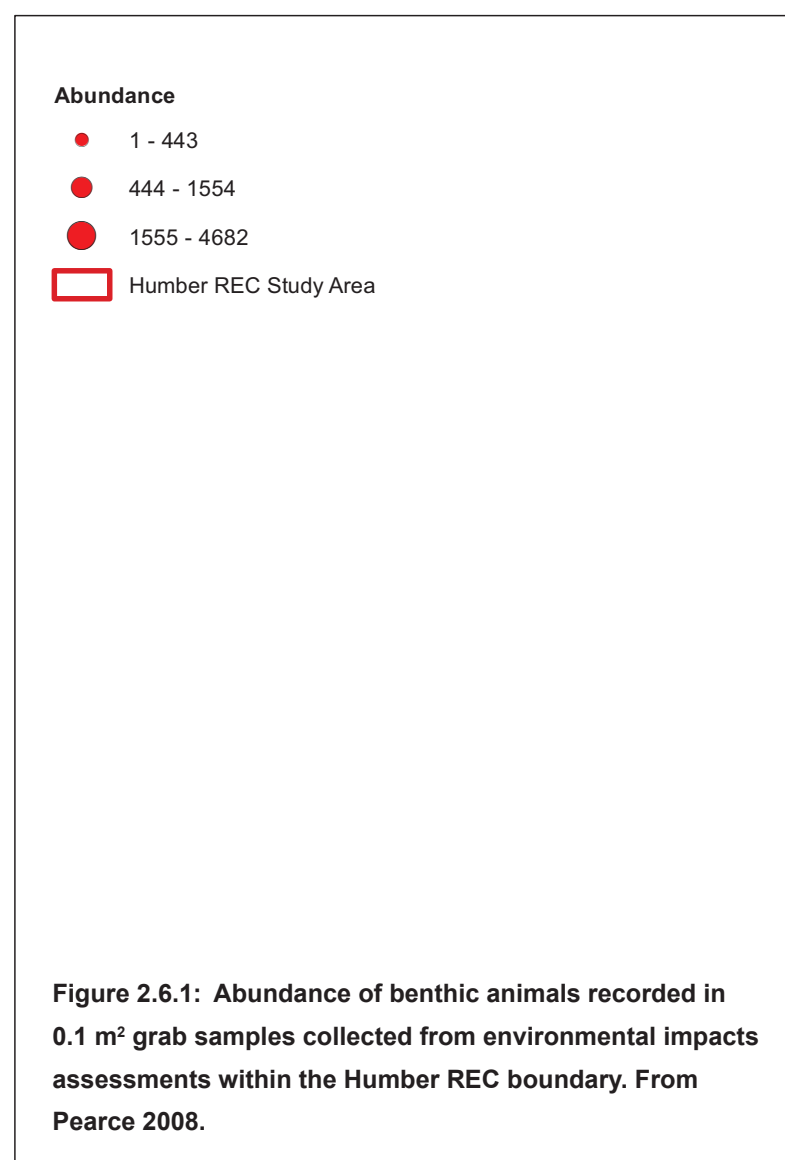 Abundance
1 - 443
444 - 1554
1555 - 4682
Humber REC Study Area
Figure 2.6.1: Abundance of benthic animals recorded in
0.1 m² grab samples collected from environmental impacts
assessments within the Humber REC boundary. From
Pearce 2008.